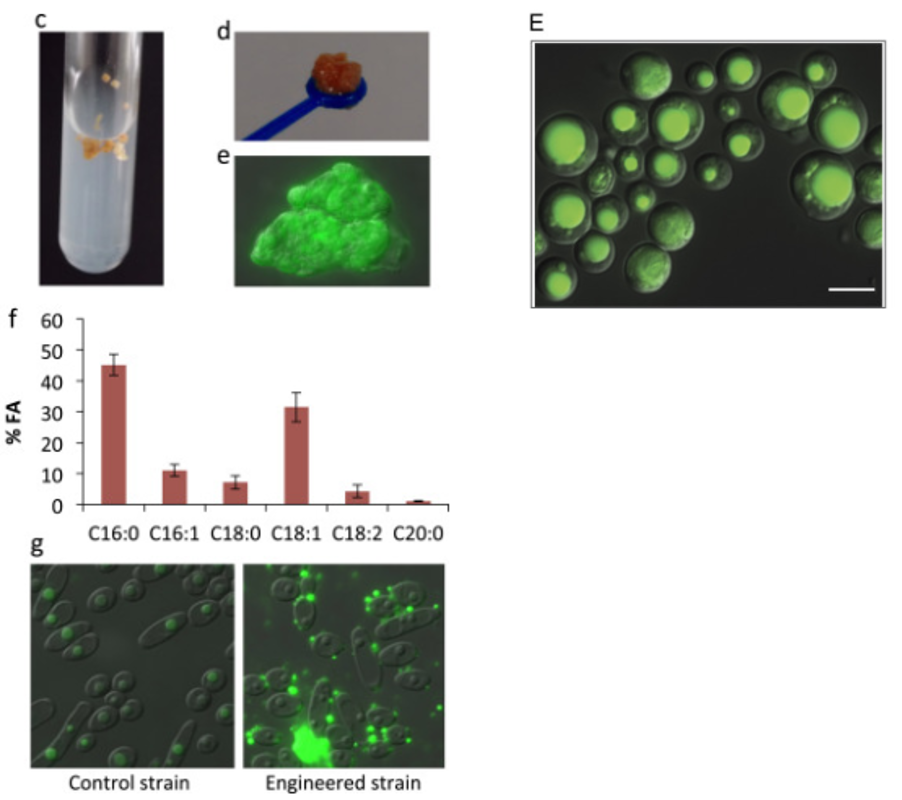 c
d
e
E
f
% FA
60
50
40
30
20
10
0
C16:0 C16:1 C18:0 C18:1 C18:2 C20:0
g
Control strain Engineered strain